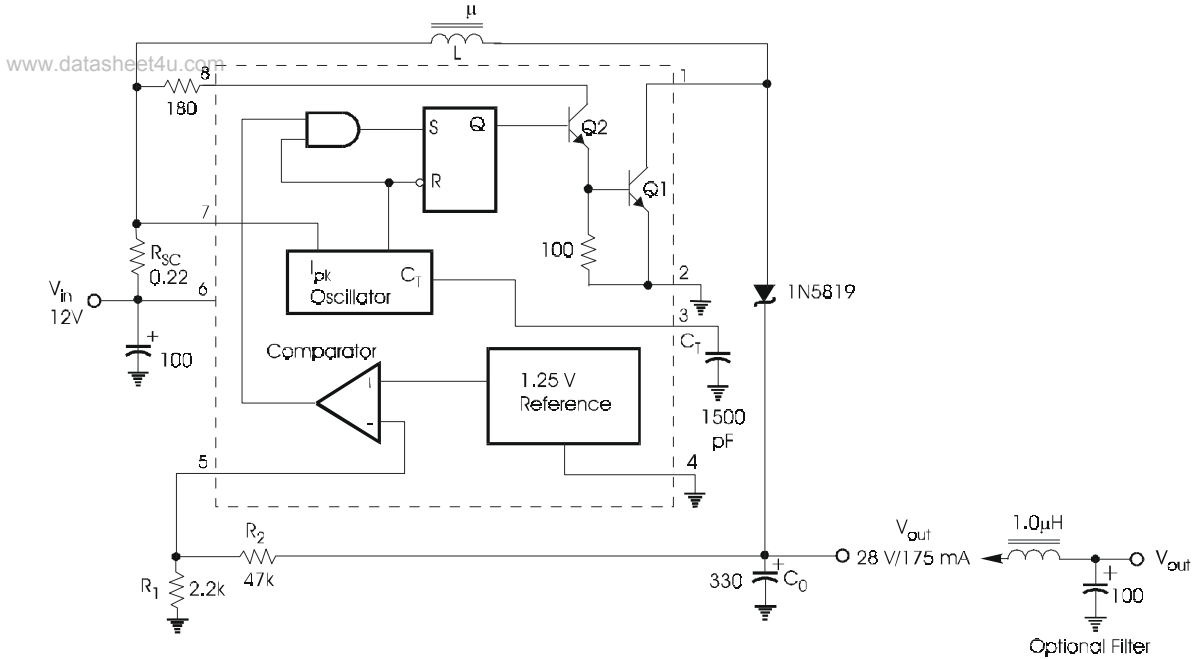 µ
L
www.datasheet4u.com
8
1
180
S
Q
Q2
R
Q1
7
R_SC
0.22
I_pk
C_T
Oscillator
100
2
V_in
12V
6
1N5819
+
100
3
C_T
Comparator
1.25 V
Reference
1500
pF
-
5
4
R_2
47k
R_1
2.2k
330
+
C_0
V_out
28 V/175 mA
1.0µH
V_out
+
100
Optional Filter